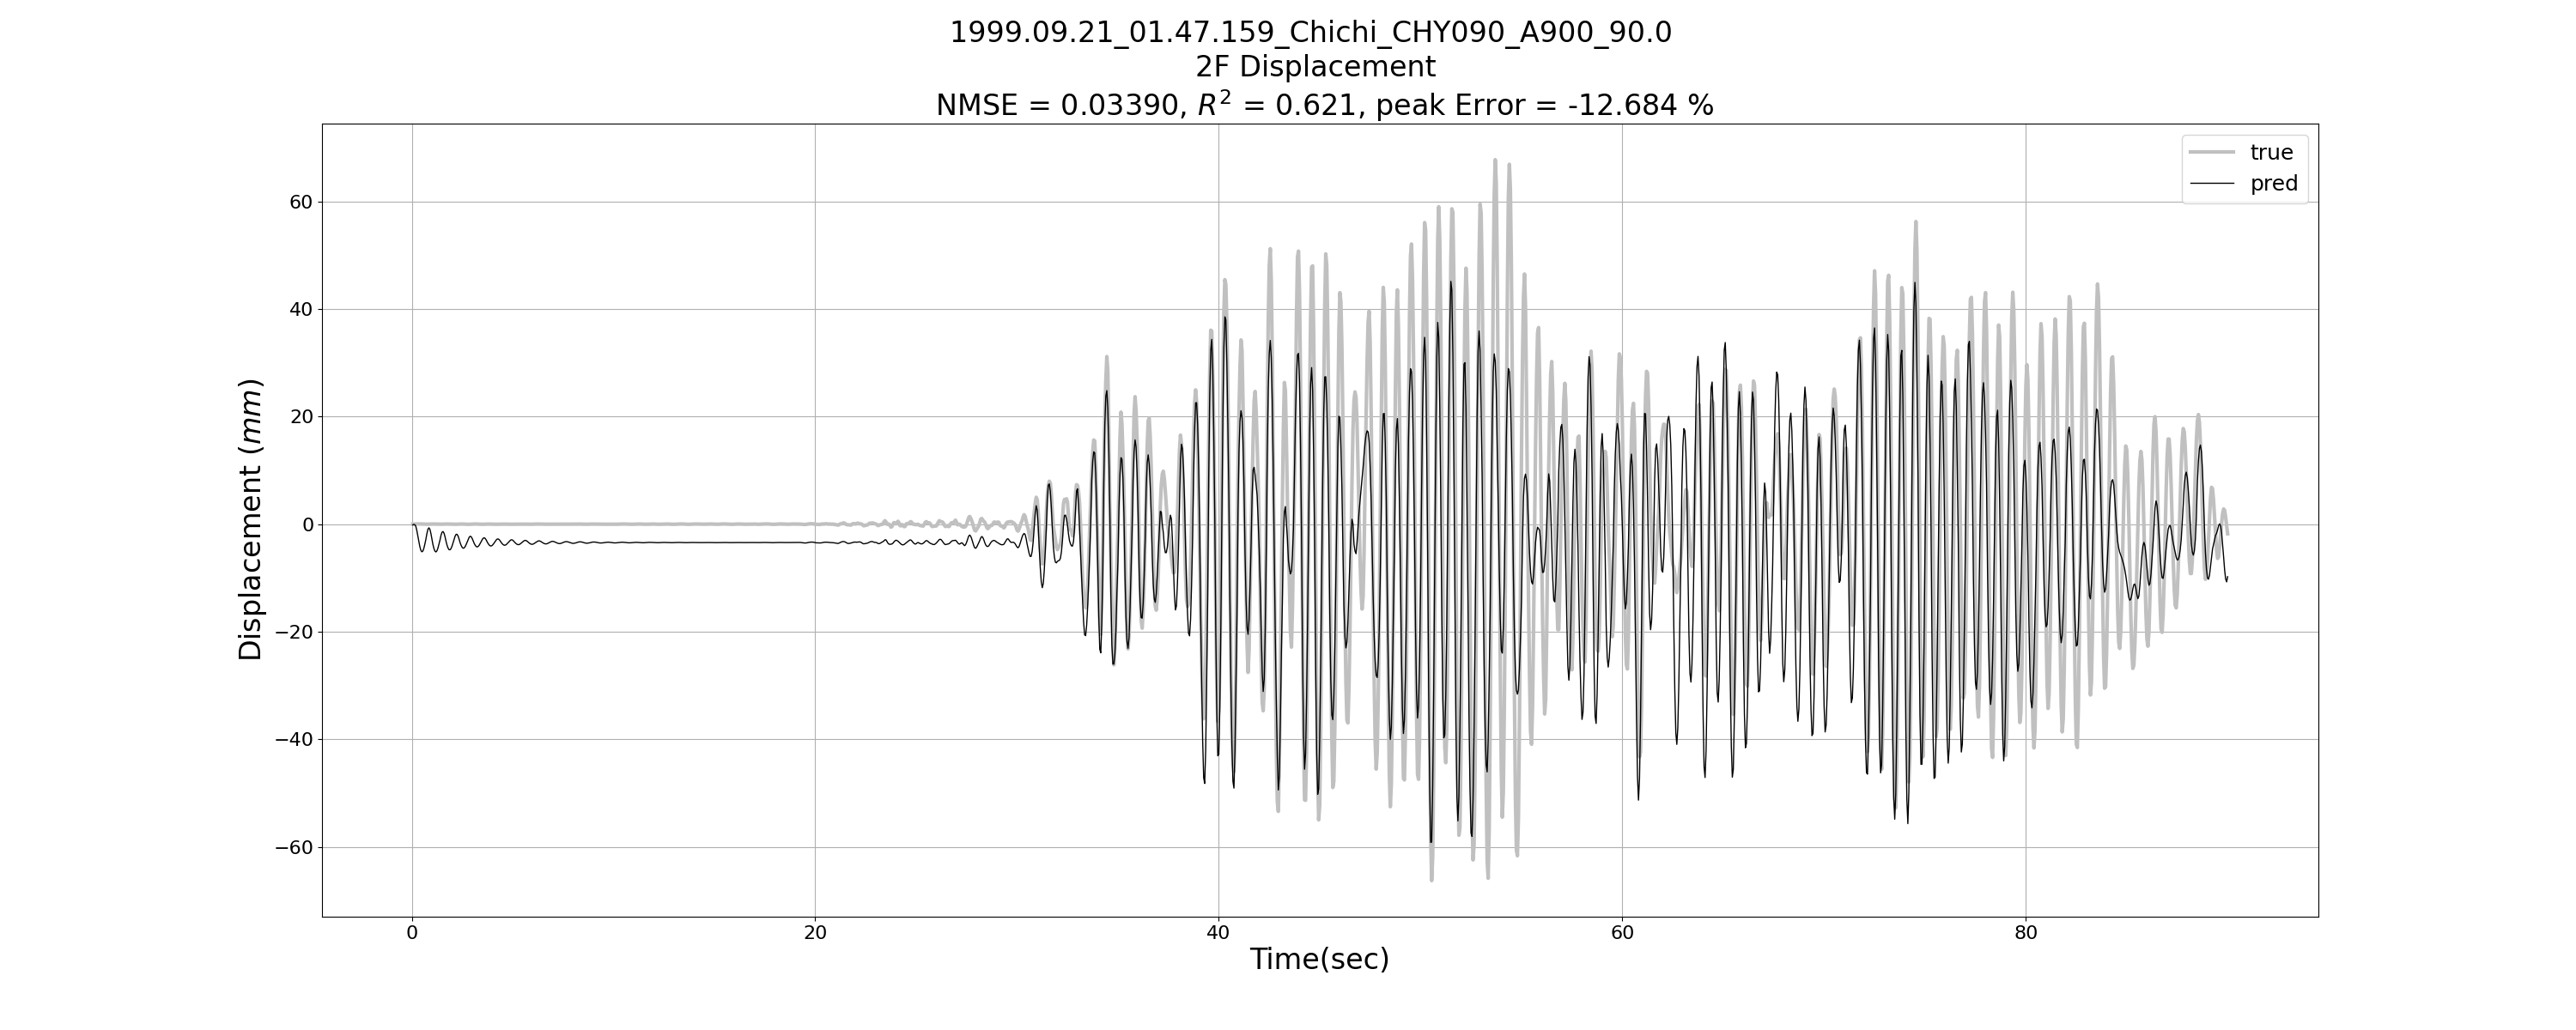 1999.09.21_01.47.159_Chichi_CHY090_A900_90.0
2F Displacement
NMSE = 0.03390, R² = 0.621, peak Error = -12.684 %
true
pred
60
40
20
0
−20
−40
−60
Displacement (mm)
0 20 40 60 80
Time(sec)